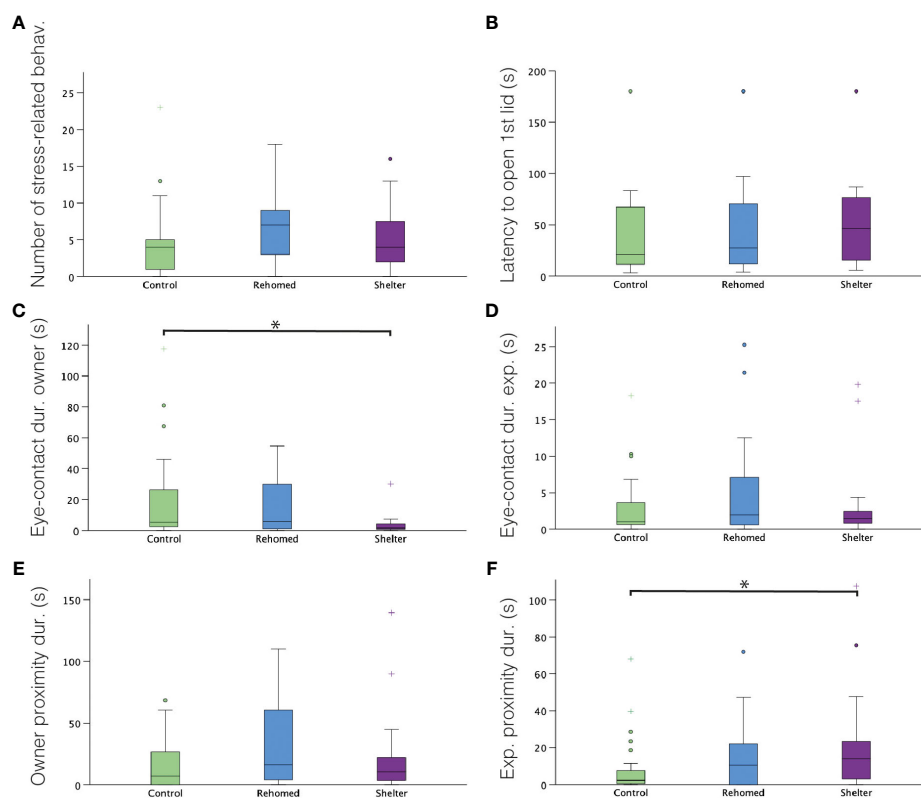 A
Number of stress-related behav.
25
20
15
10
5
0
Control Rehomed Shelter
B
Latency to open 1st lid (s)
200
150
100
50
0
Control Rehomed Shelter
C
Eye-contact dur. owner (s)
120
100
80
60
40
20
0
*
Control Rehomed Shelter
D
Eye-contact dur. exp. (s)
25
20
15
10
5
0
Control Rehomed Shelter
E
Owner proximity dur. (s)
150
100
50
0
Control Rehomed Shelter
F
Exp. proximity dur. (s)
100
80
60
40
20
0
*
Control Rehomed Shelter